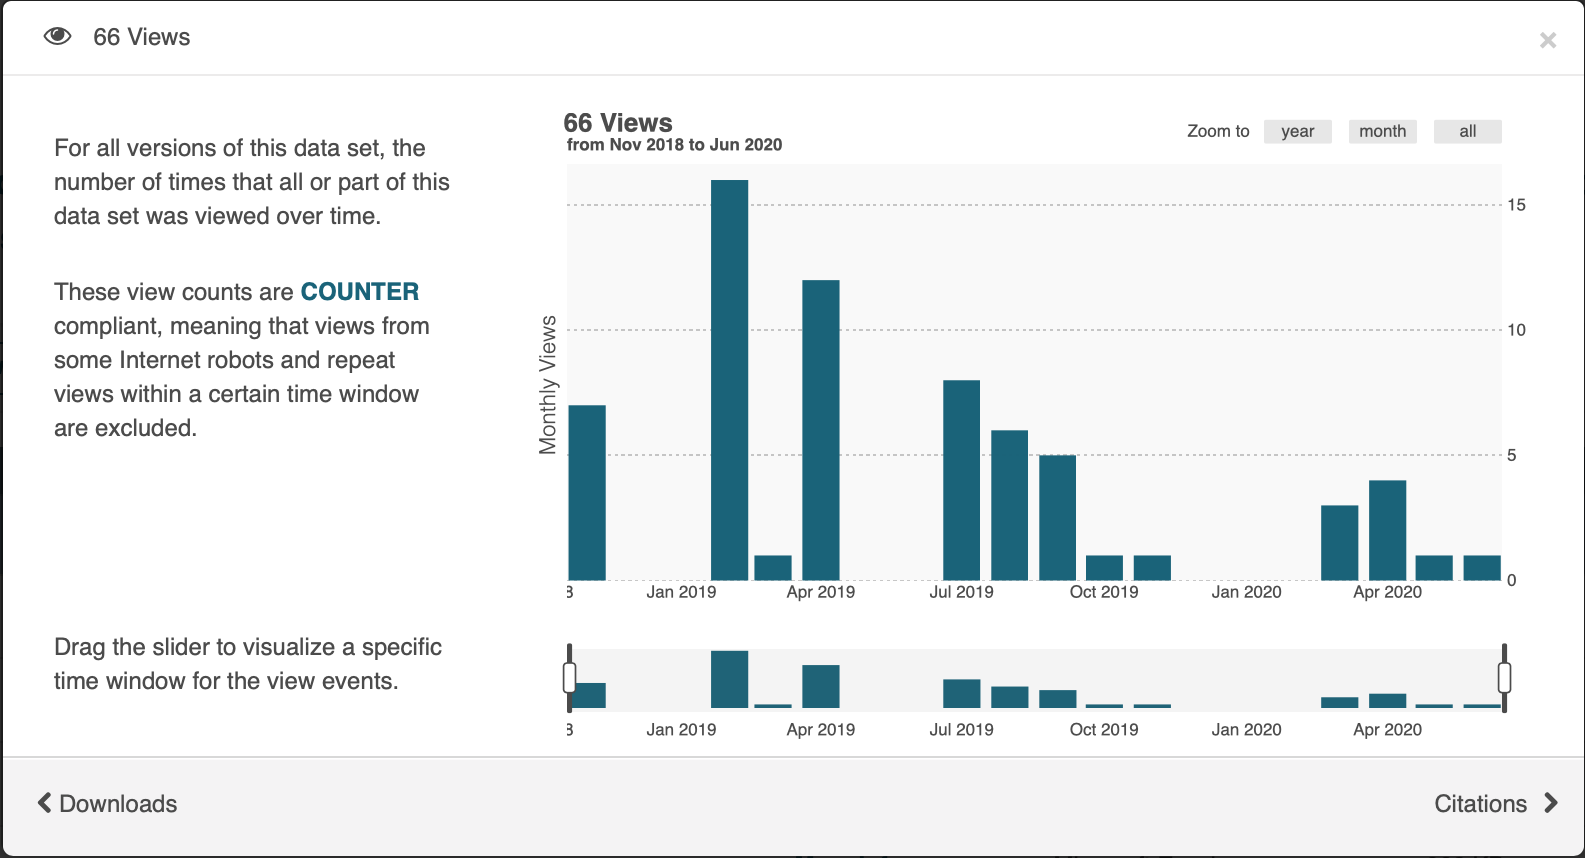 66 Views
×
For all versions of this data set, the
number of times that all or part of this
data set was viewed over time.
These view counts are COUNTER
compliant, meaning that views from
some Internet robots and repeat
views within a certain time window
are excluded.
Drag the slider to visualize a specific
time window for the view events.
66 Views
from Nov 2018 to Jun 2020
Zoom to year month all
Monthly Views
15
10
5
0
8 Jan 2019 Apr 2019 Jul 2019 Oct 2019 Jan 2020 Apr 2020
8 Jan 2019 Apr 2019 Jul 2019 Oct 2019 Jan 2020 Apr 2020
Downloads
Citations